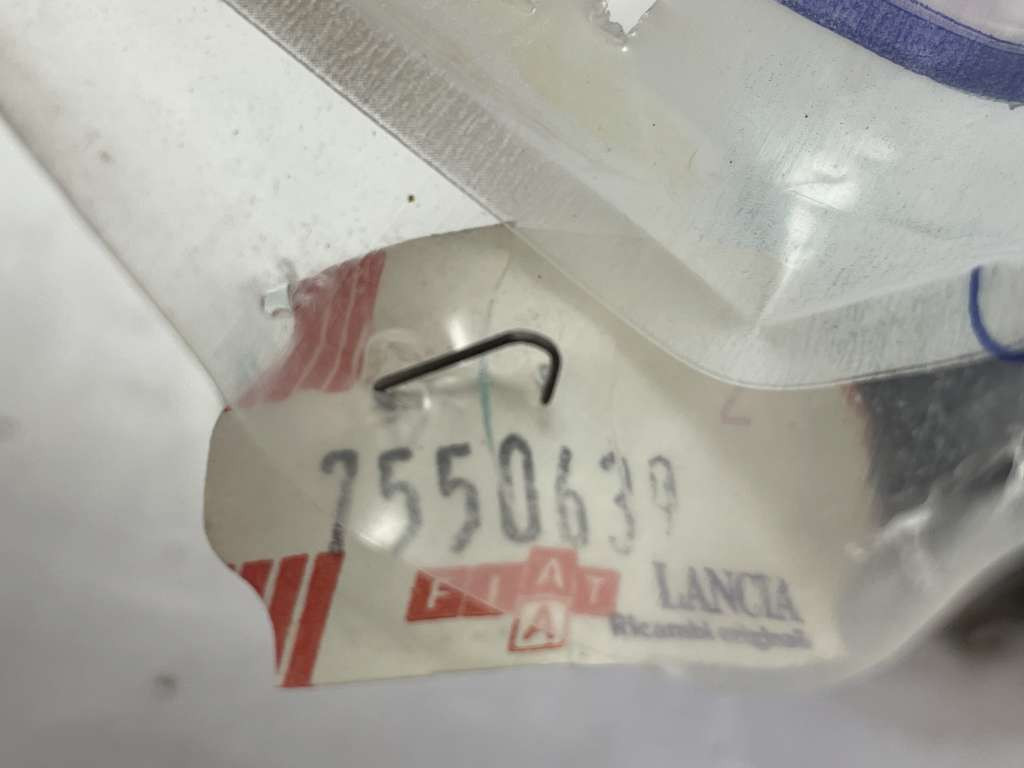 7550639
FIAT LANCIA
A Ricambi originali